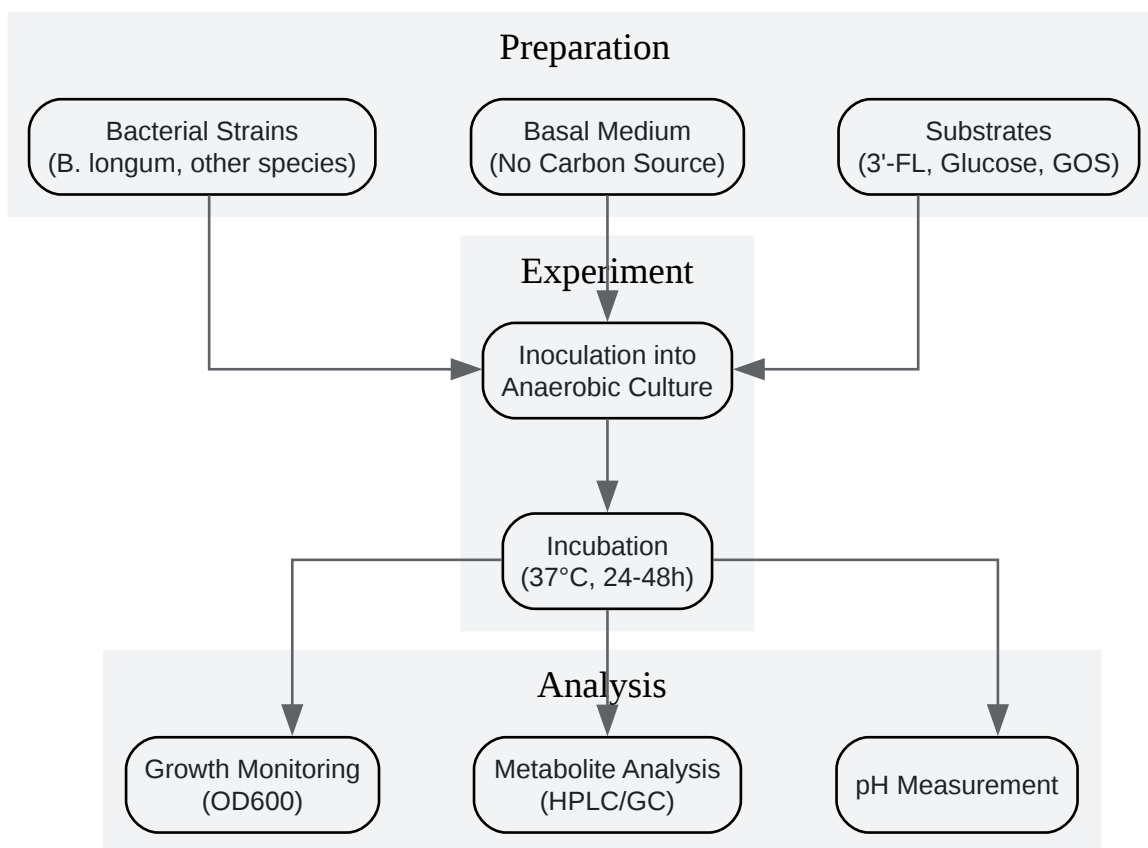 Preparation
Bacterial Strains
(B. longum, other species)
Basal Medium
(No Carbon Source)
Substrates
(3'-FL, Glucose, GOS)
Experiment
Inoculation into
Anaerobic Culture
Incubation
(37°C, 24-48h)
Analysis
Growth Monitoring
(OD600)
Metabolite Analysis
(HPLC/GC)
pH Measurement